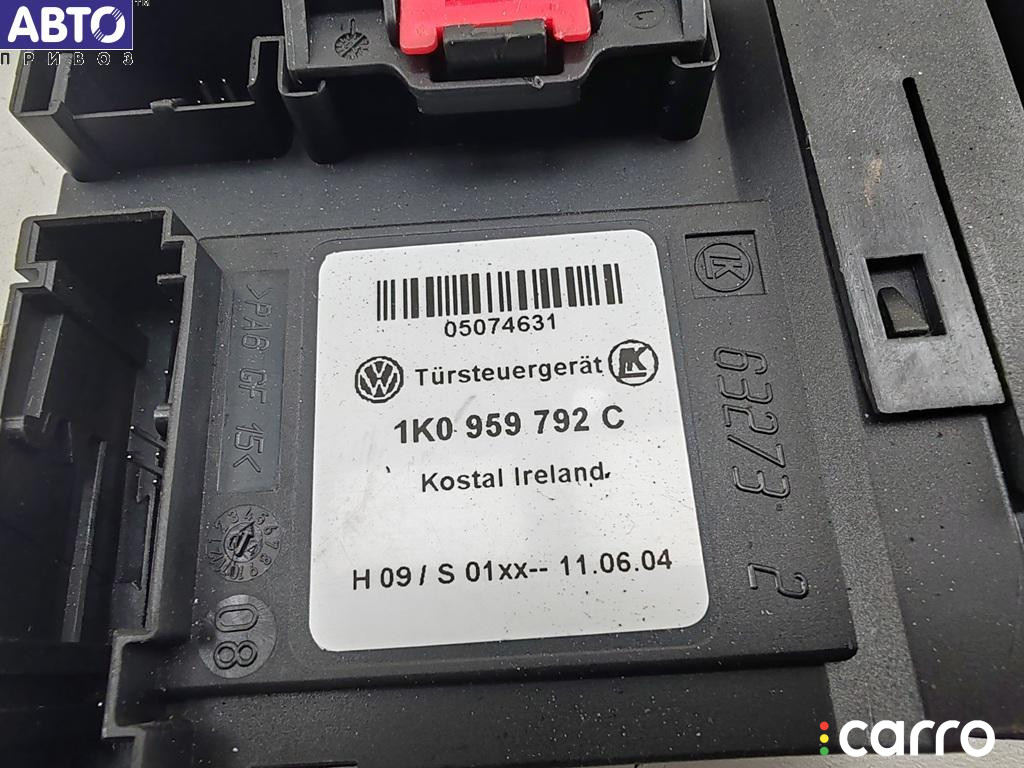 АВТО™
ПРИВОЗ
05074631
Türsteuergerät
1K0 959 792 C
Kostal Ireland
H 09 / S 01xx-- 11.06.04
>PA6 GF 15<
08
63273 2
carro